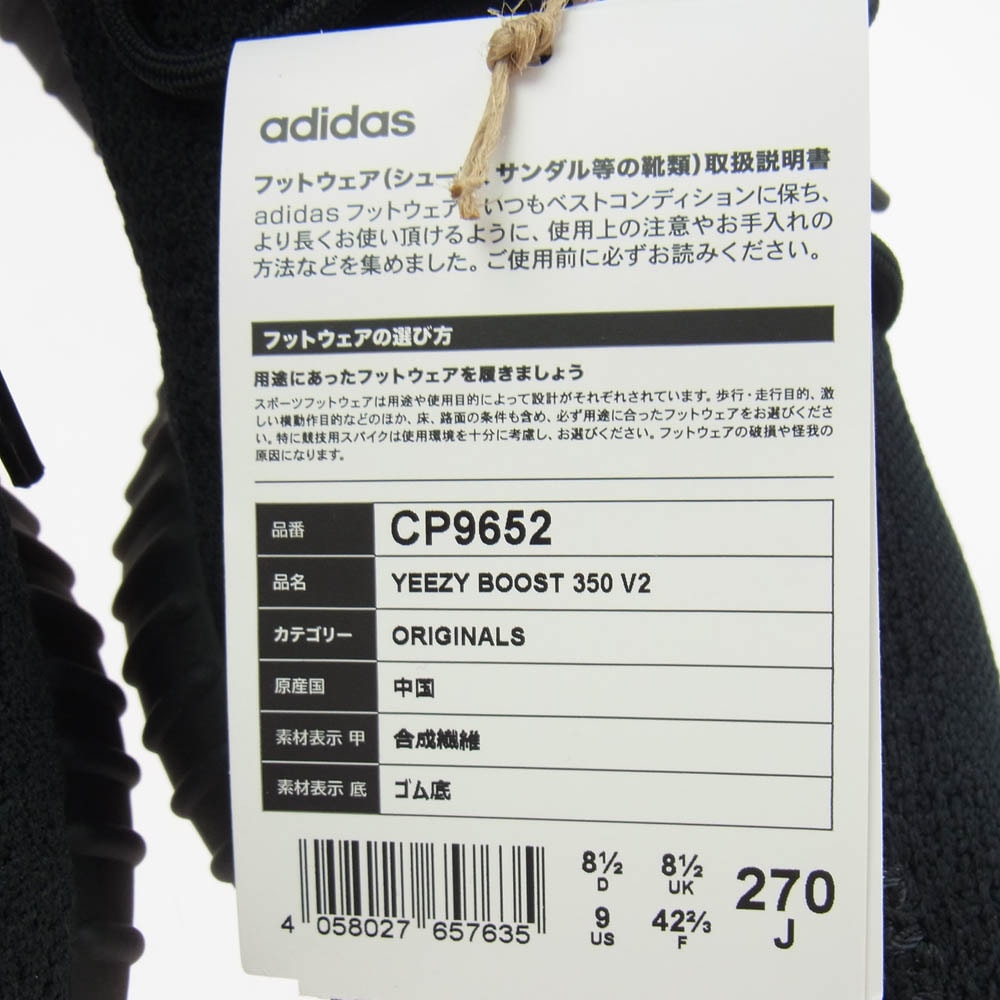 adidas
フットウェア(シュー サンダル等の靴類)取扱説明書
adidas フットウェア いつもベストコンディションに保ち、
より長くお使い頂けるように、使用上の注意やお手入れの
方法などを集めました。ご使用前に必ずお読みください。
フットウェアの選び方
用途にあったフットウェアを履きましょう
スポーツフットウェアは用途や使用目的によって設計がそれぞれされています。歩行・走行目的、激
しい横動作目的などのほか、床、路面の条件も含め、必ず用途に合ったフットウェアをお選びくださ
い。特に競技用スパイクは使用環境を十分に考慮し、お選びください。フットウェアの破損や怪我の
原因になります。
品番 CP9652
品名 YEEZY BOOST 350 V2
カテゴリー ORIGINALS
原産国 中国
素材表示 甲 合成繊維
素材表示 底 ゴム底
8½ D 8½ UK 270 J
9 US 42⅔ F
4 058027 657635